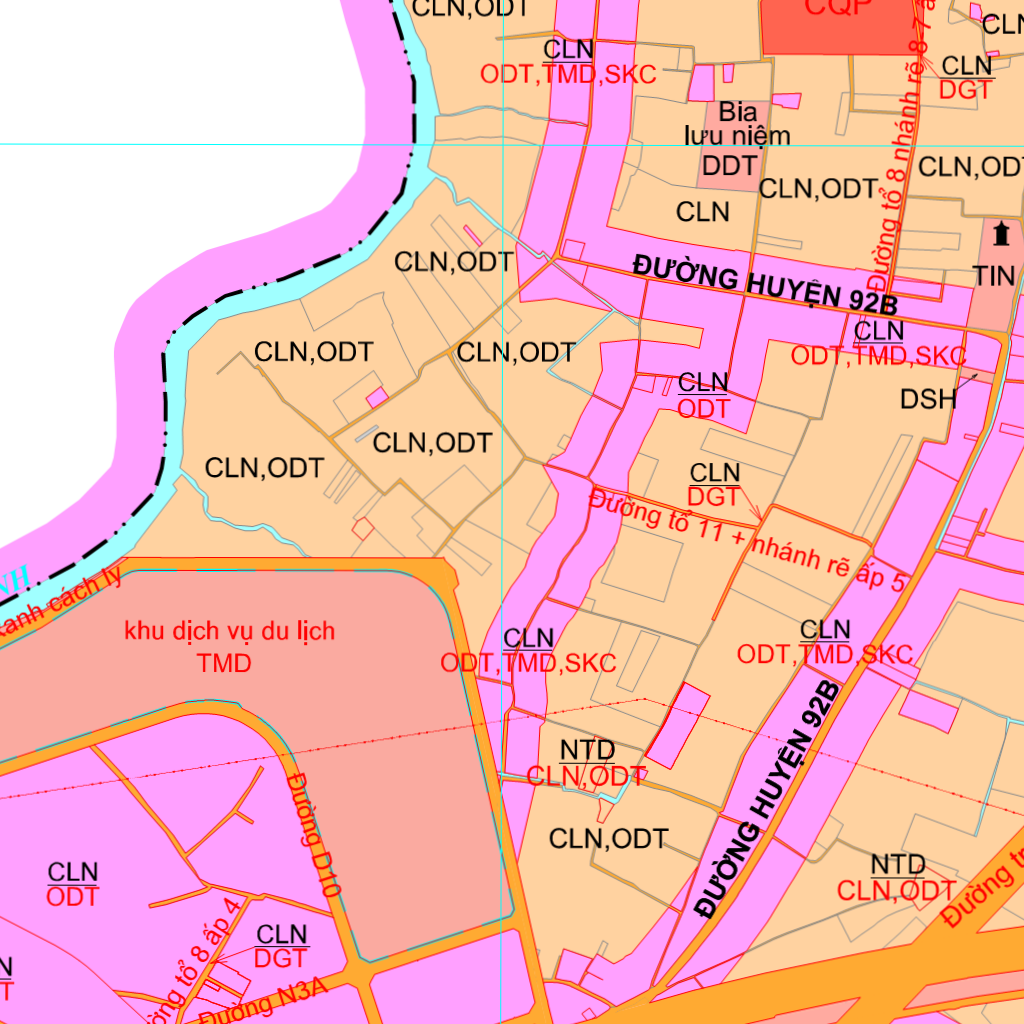 CLN,ODT
CQP
CLN
ODT,TMD,SKC
CLN
DGT
Bia
lưu niệm
DDT
CLN,ODT
CLN
Đường tổ 8 nhánh rẽ 8 7
CLN,ODT
TIN
ĐƯỜNG HUYỆN 92B
CLN,ODT
CLN,ODT
CLN
ODT,TMD,SKC
CLN
ODT
DSH
CLN,ODT
CLN,ODT
CLN
DGT
Đường tổ 11 + nhánh rẽ ấp 5
cách ly
khu dịch vụ du lịch
TMD
CLN
ODT,TMD,SKC
CLN
ODT,TMD,SKC
ĐƯỜNG HUYỆN 92B
NTD
CLN,ODT
CLN,ODT
Đường D10
CLN
ODT
NTD
CLN,ODT
Đường
CLN
DGT
tổ 8 ấp 4
Đường N3A